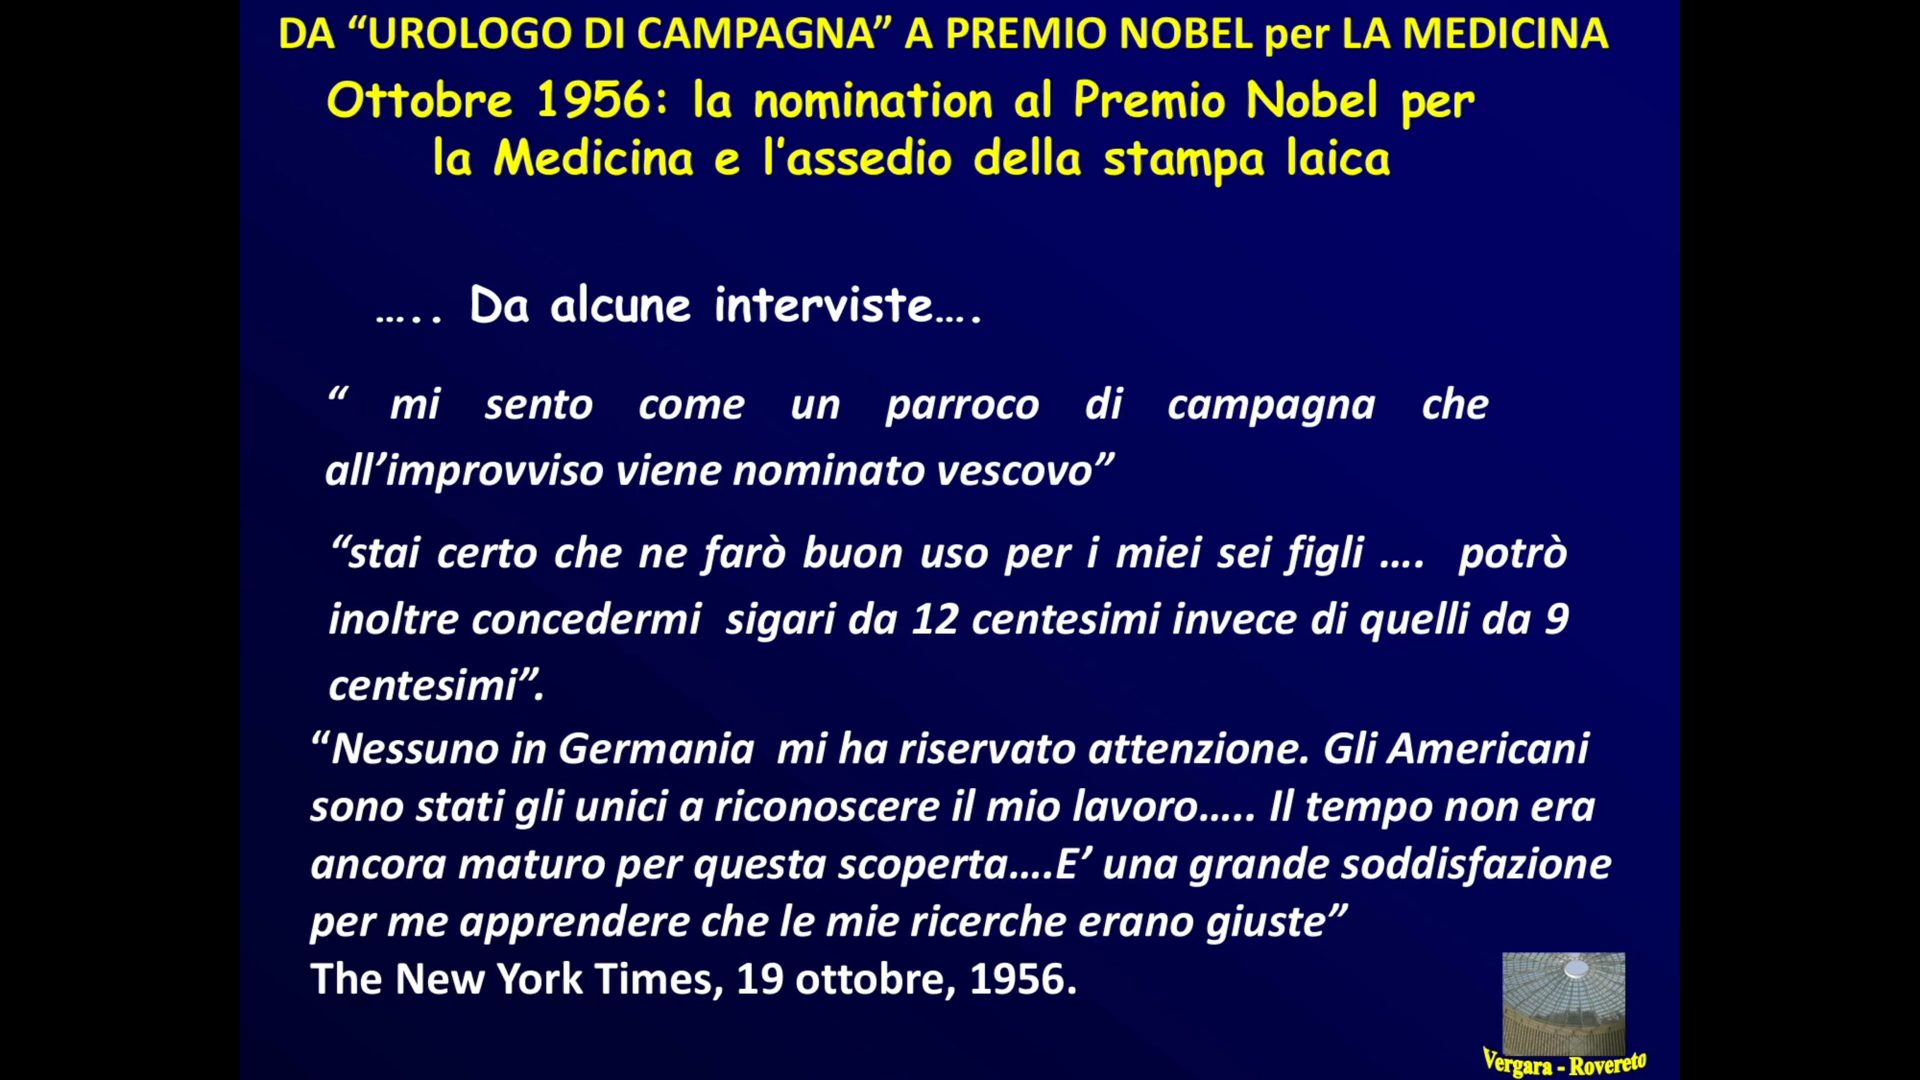 DA “UROLOGO DI CAMPAGNA” A PREMIO NOBEL per LA MEDICINA
Ottobre 1956: la nomination al Premio Nobel per
la Medicina e l’assedio della stampa laica
….. Da alcune interviste….
“ mi sento come un parroco di campagna che
all’improvviso viene nominato vescovo”
“stai certo che ne farò buon uso per i miei sei figli …. potrò
inoltre concedermi sigari da 12 centesimi invece di quelli da 9
centesimi”.
“Nessuno in Germania mi ha riservato attenzione. Gli Americani
sono stati gli unici a riconoscere il mio lavoro….. Il tempo non era
ancora maturo per questa scoperta….E’ una grande soddisfazione
per me apprendere che le mie ricerche erano giuste”
The New York Times, 19 ottobre, 1956.
Vergara - Rovereto